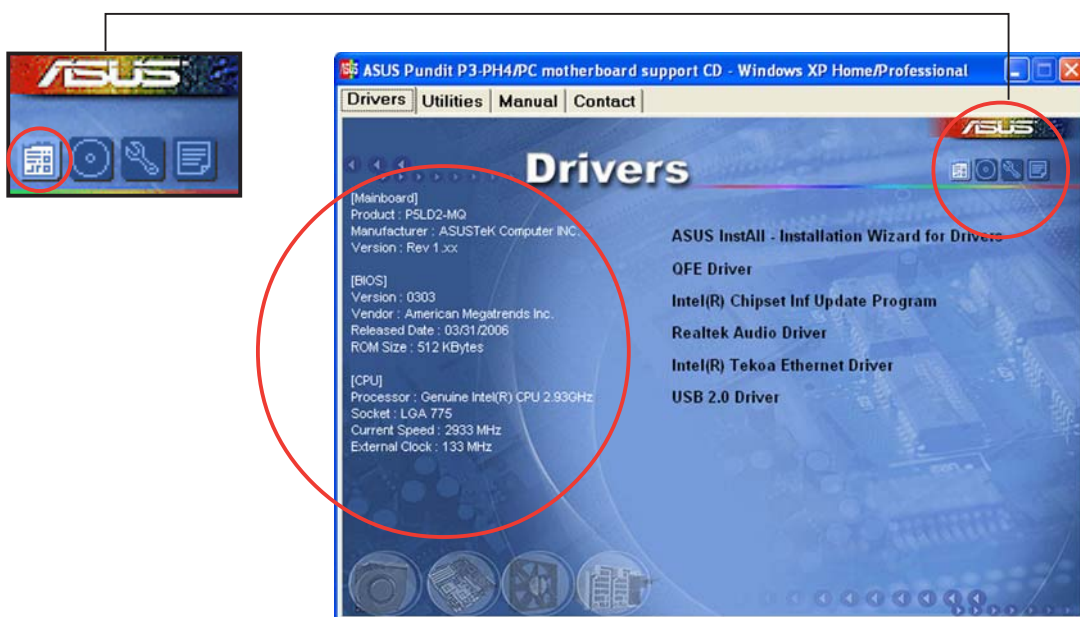 ASUS
ASUS Pundit P3-PH4/PC motherboard support CD - Windows XP Home/Professional
Drivers Utilities Manual Contact
ASUS
Drivers
[Mainboard]
Product : P5LD2-MQ
Manufacturer : ASUSTeK Computer INC.
Version : Rev 1.xx
[BIOS]
Version : 0303
Vendor : American Megatrends Inc.
Released Date : 03/31/2006
ROM Size : 512 KBytes
[CPU]
Processor : Genuine Intel(R) CPU 2.93GHz
Socket : LGA 775
Current Speed : 2933 MHz
External Clock : 133 MHz
ASUS InstAll - Installation Wizard for Drivers
QFE Driver
Intel(R) Chipset Inf Update Program
Realtek Audio Driver
Intel(R) Tekoa Ethernet Driver
USB 2.0 Driver